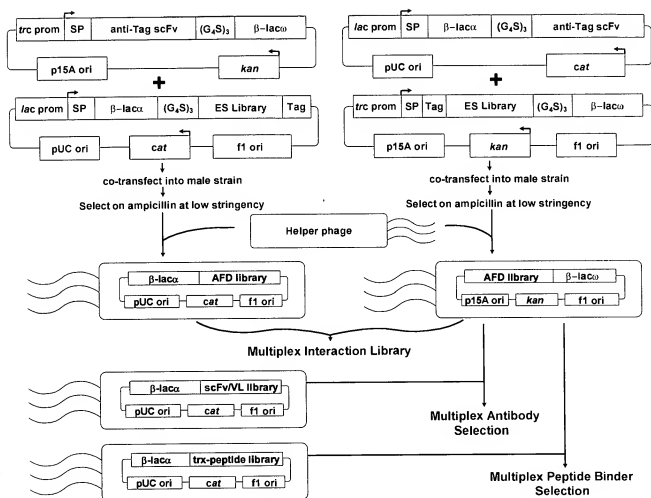 trc prom SP anti-Tag scFv (G₄S)₃ β-lacω
p15A ori kan
+
lac prom SP β-lacα (G₄S)₃ ES Library Tag
pUC ori cat f1 ori
co-transfect into male strain
Select on ampicillin at low stringency
lac prom SP β-lacα (G₄S)₃ anti-Tag scFv
pUC ori cat
+
trc prom SP Tag ES Library (G₄S)₃ β-lacω
p15A ori kan f1 ori
co-transfect into male strain
Select on ampicillin at low stringency
Helper phage
β-lacα AFD library
pUC ori cat f1 ori
AFD library β-lacω
p15A ori kan f1 ori
Multiplex Interaction Library
β-lacα scFv/VL library
pUC ori cat f1 ori
Multiplex Antibody
Selection
β-lacα trx-peptide library
pUC ori cat f1 ori
Multiplex Peptide Binder
Selection